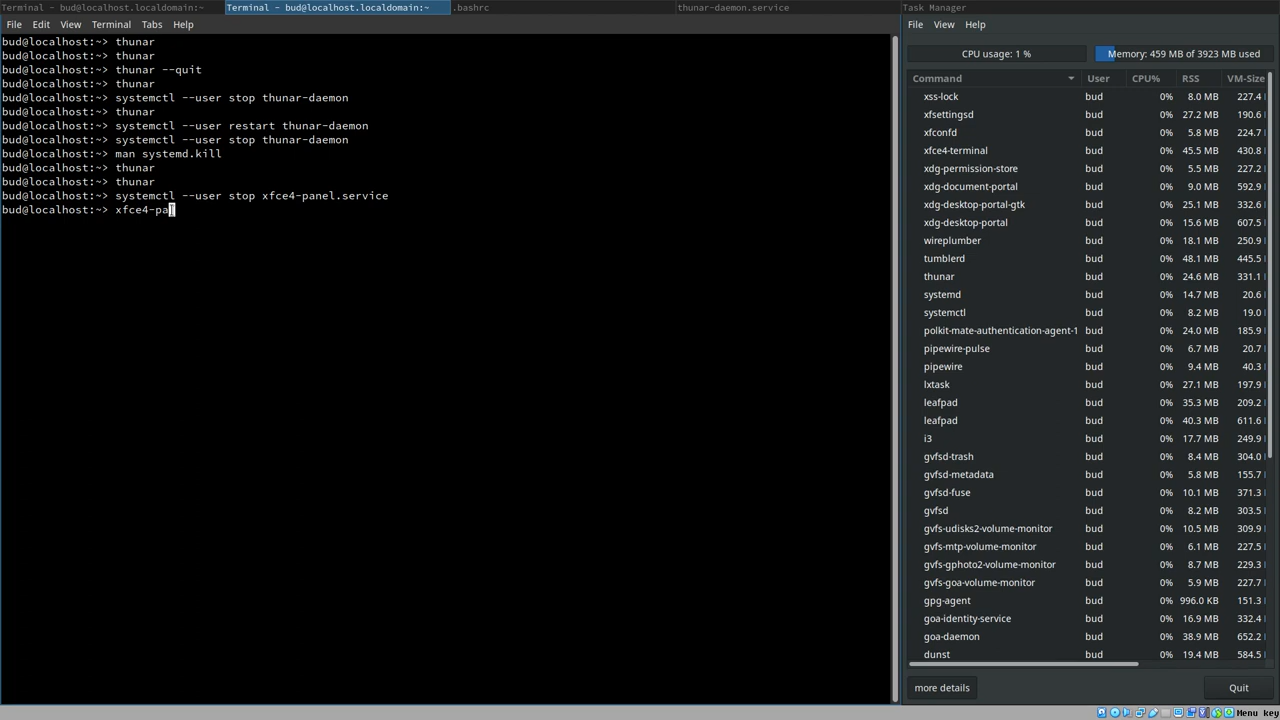 Terminal - bud@localhost.localdomain:~
Terminal - bud@localhost.localdomain:~
.bashrc
thunar-daemon.service
Task Manager
File Edit View Terminal Tabs Help
bud@localhost:~> thunar
bud@localhost:~> thunar
bud@localhost:~> thunar --quit
bud@localhost:~> thunar
bud@localhost:~> systemctl --user stop thunar-daemon
bud@localhost:~> thunar
bud@localhost:~> systemctl --user restart thunar-daemon
bud@localhost:~> systemctl --user stop thunar-daemon
bud@localhost:~> man systemd.kill
bud@localhost:~> thunar
bud@localhost:~> thunar
bud@localhost:~> systemctl --user stop xfce4-panel.service
bud@localhost:~> xfce4-pa
File View Help
CPU usage: 1 %
Memory: 459 MB of 3923 MB used
Command User CPU% RSS VM-Size
xss-lock bud 0% 8.0 MB 227.4
xfsettingsd bud 0% 27.2 MB 190.6
xfconfd bud 0% 5.8 MB 224.7
xfce4-terminal bud 0% 45.5 MB 430.8
xdg-permission-store bud 0% 5.5 MB 227.2
xdg-document-portal bud 0% 9.0 MB 592.9
xdg-desktop-portal-gtk bud 0% 25.1 MB 332.6
xdg-desktop-portal bud 0% 15.6 MB 607.5
wireplumber bud 0% 18.1 MB 250.9
tumblerd bud 0% 48.1 MB 445.5
thunar bud 0% 24.6 MB 331.1
systemd bud 0% 14.7 MB 20.6
systemctl bud 0% 8.2 MB 19.0
polkit-mate-authentication-agent-1 bud 0% 24.0 MB 185.9
pipewire-pulse bud 0% 6.7 MB 20.7
pipewire bud 0% 9.4 MB 40.3
lxtask bud 0% 27.1 MB 197.9
leafpad bud 0% 35.3 MB 209.2
leafpad bud 0% 40.3 MB 611.6
i3 bud 0% 17.7 MB 249.9
gvfsd-trash bud 0% 8.4 MB 304.0
gvfsd-metadata bud 0% 5.8 MB 155.7
gvfsd-fuse bud 0% 10.1 MB 371.3
gvfsd bud 0% 8.2 MB 303.5
gvfs-udisks2-volume-monitor bud 0% 10.5 MB 309.9
gvfs-mtp-volume-monitor bud 0% 6.1 MB 227.5
gvfs-gphoto2-volume-monitor bud 0% 8.7 MB 229.3
gvfs-goa-volume-monitor bud 0% 5.9 MB 227.7
gpg-agent bud 0% 996.0 KB 151.3
goa-identity-service bud 0% 16.9 MB 332.4
goa-daemon bud 0% 38.9 MB 652.2
dunst bud 0% 19.4 MB 584.5
more details
Quit
Menu key